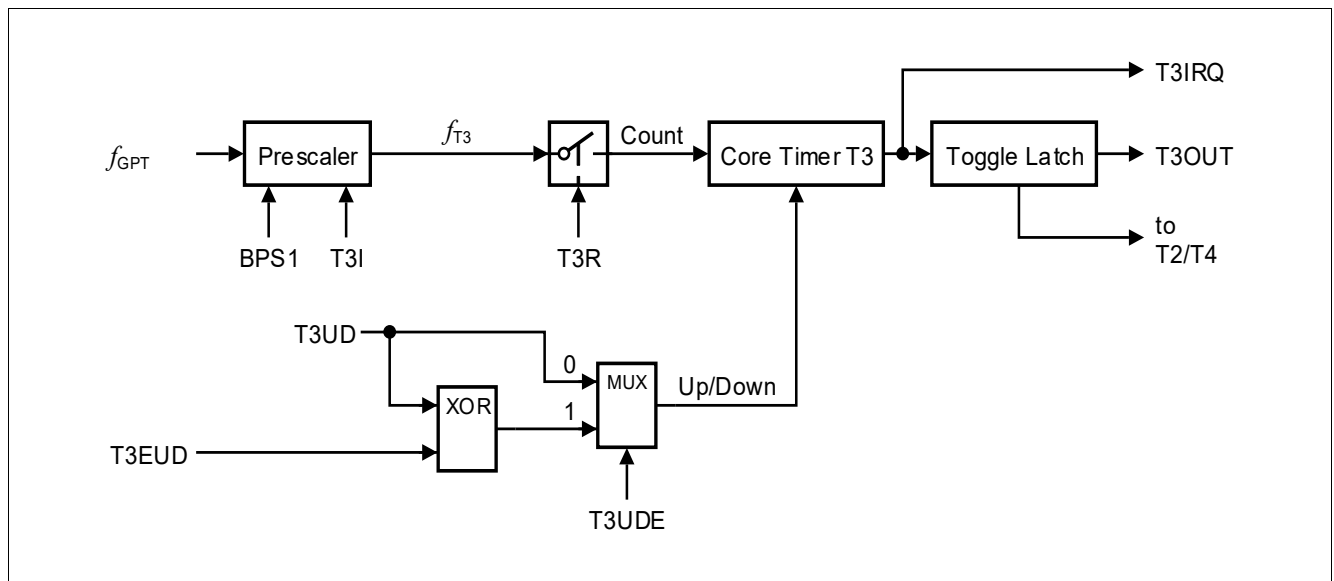 T3IRQ
fGPT
Prescaler
fT3
Count
Core Timer T3
Toggle Latch
T3OUT
BPS1
T3I
T3R
to
T2/T4
T3UD
0
MUX
Up/Down
XOR
1
T3EUD
T3UDE